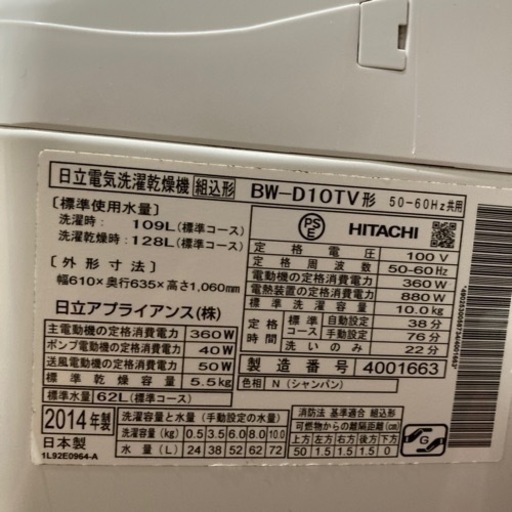 日立電気洗濯乾燥機 組込形 BW-D10TV形 50-60Hz共用
〔標準使用水量〕
洗濯時： 109L(標準コース)
洗濯乾燥時：128L(標準コース)
〔外形寸法〕
幅610×奥行635×高さ1,060mm
日立アプライアンス(株)
主電動機の定格消費電力 360W
ポンプ電動機の定格消費電力 40W
送風電動機の定格消費電力 50W
標準乾燥容量 5.5kg
標準水量 62L(標準コース)
PS
E
HITACHI
定格電圧 100V
定格周波数 50-60Hz
電動機の定格消費電力 360W
電熱装置の定格消費電力 880W
標準洗濯容量 10.0kg
定格時間 標準コース 自動設定 38分
手動設定 76分
洗いのみ 22分
製造番号 4001663
色相 N (シャンパン)
2014年製
日本製
1L92E0964-A
洗濯容量と水量 (手動設定の水量)
洗濯容量(kg) 0.5 3.5 6.0 8.0 10.0
水量(L) 24 38 52 62 72
消防法 基準適合 組込形
可燃物からの離隔距離(cm)
上方 左方 右方 前方 後方 下方
50 1.5 1.5 1.5 1.5 0
G